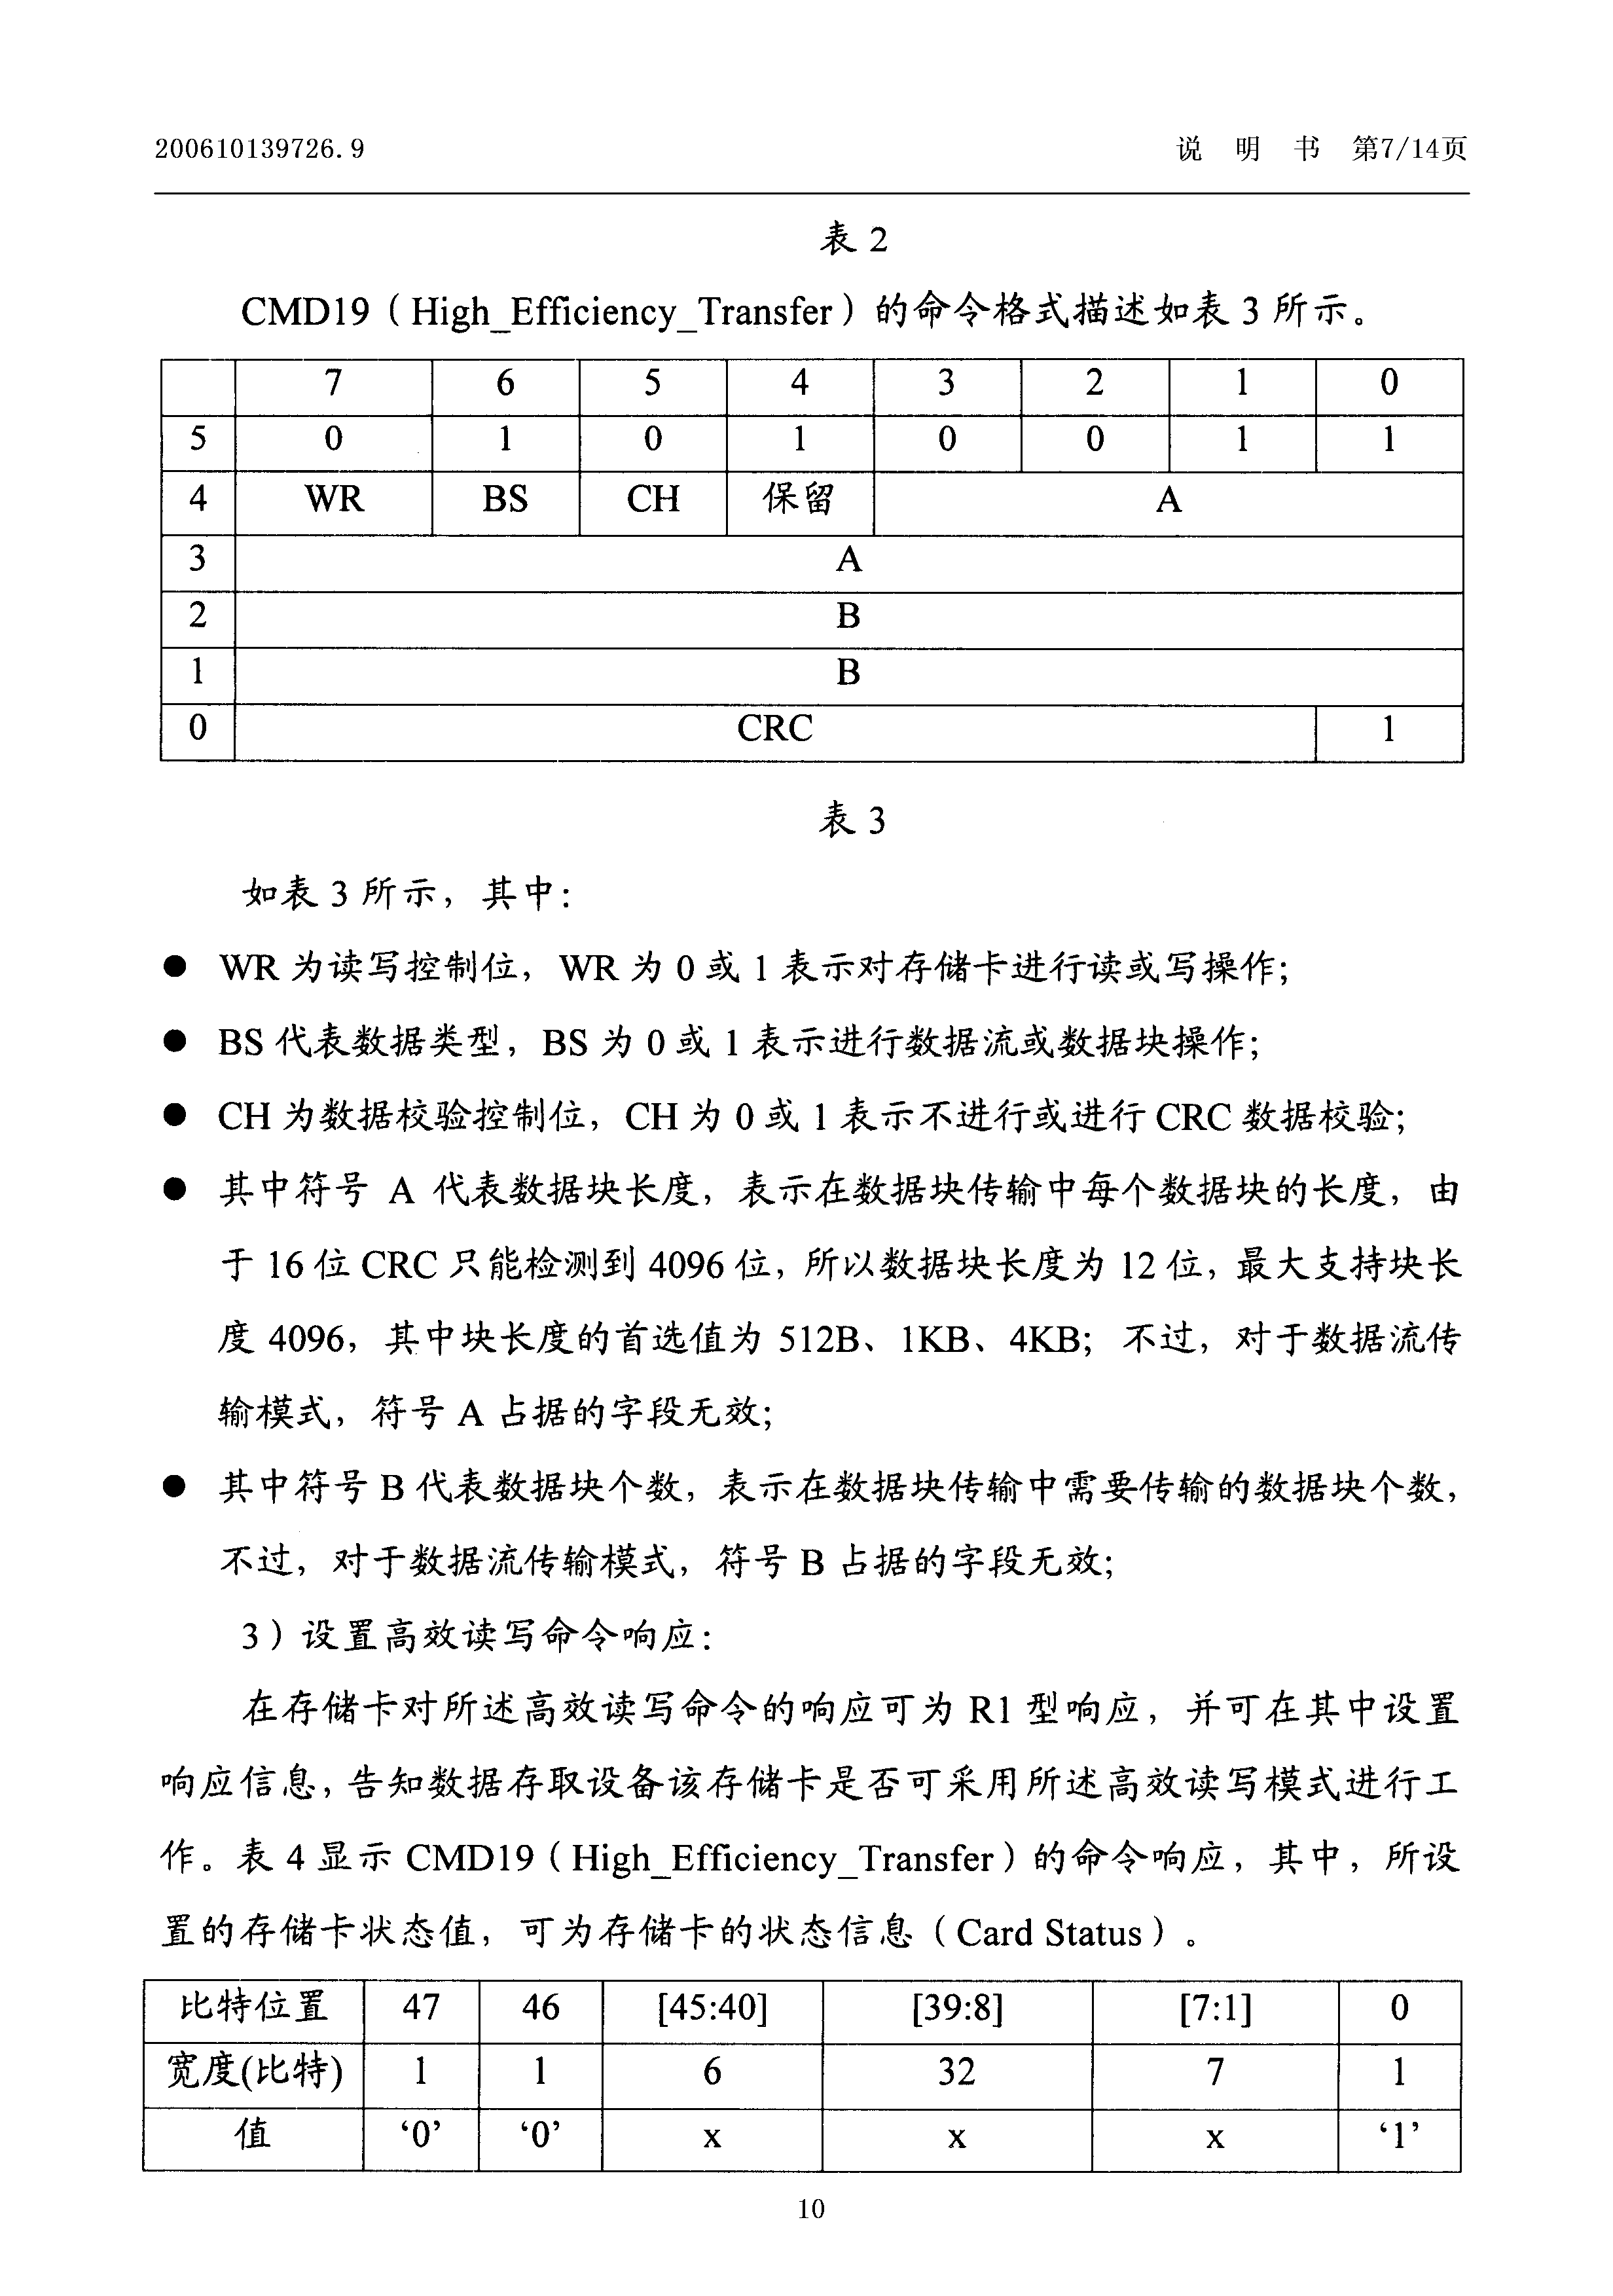 200610139726.9 说 明 书 第7/14页
表 2
CMD19（High_Efficiency_Transfer）的命令格式描述如表 3 所示。
7 6 5 4 3 2 1 0
5 0 1 0 1 0 0 1 1
4 WR BS CH 保留 A
3 A
2 B
1 B
0 CRC 1
表 3
如表 3 所示，其中：
● WR 为读写控制位，WR 为 0 或 1 表示对存储卡进行读或写操作；
● BS 代表数据类型，BS 为 0 或 1 表示进行数据流或数据块操作；
● CH 为数据校验控制位，CH 为 0 或 1 表示不进行或进行 CRC 数据校验；
● 其中符号 A 代表数据块长度，表示在数据块传输中每个数据块的长度，由
于 16 位 CRC 只能检测到 4096 位，所以数据块长度为 12 位，最大支持块长
度 4096，其中块长度的首选值为 512B、1KB、4KB；不过，对于数据流传
输模式，符号 A 占据的字段无效；
● 其中符号 B 代表数据块个数，表示在数据块传输中需要传输的数据块个数，
不过，对于数据流传输模式，符号 B 占据的字段无效；
3）设置高效读写命令响应：
在存储卡对所述高效读写命令的响应可为 R1 型响应，并可在其中设置
响应信息，告知数据存取设备该存储卡是否可采用所述高效读写模式进行工
作。表 4 显示 CMD19（High_Efficiency_Transfer）的命令响应，其中，所设
置的存储卡状态值，可为存储卡的状态信息（Card Status）。
比特位置 47 46 [45:40] [39:8] [7:1] 0
宽度(比特) 1 1 6 32 7 1
值 ‘0’ ‘0’ x x x ‘1’
10